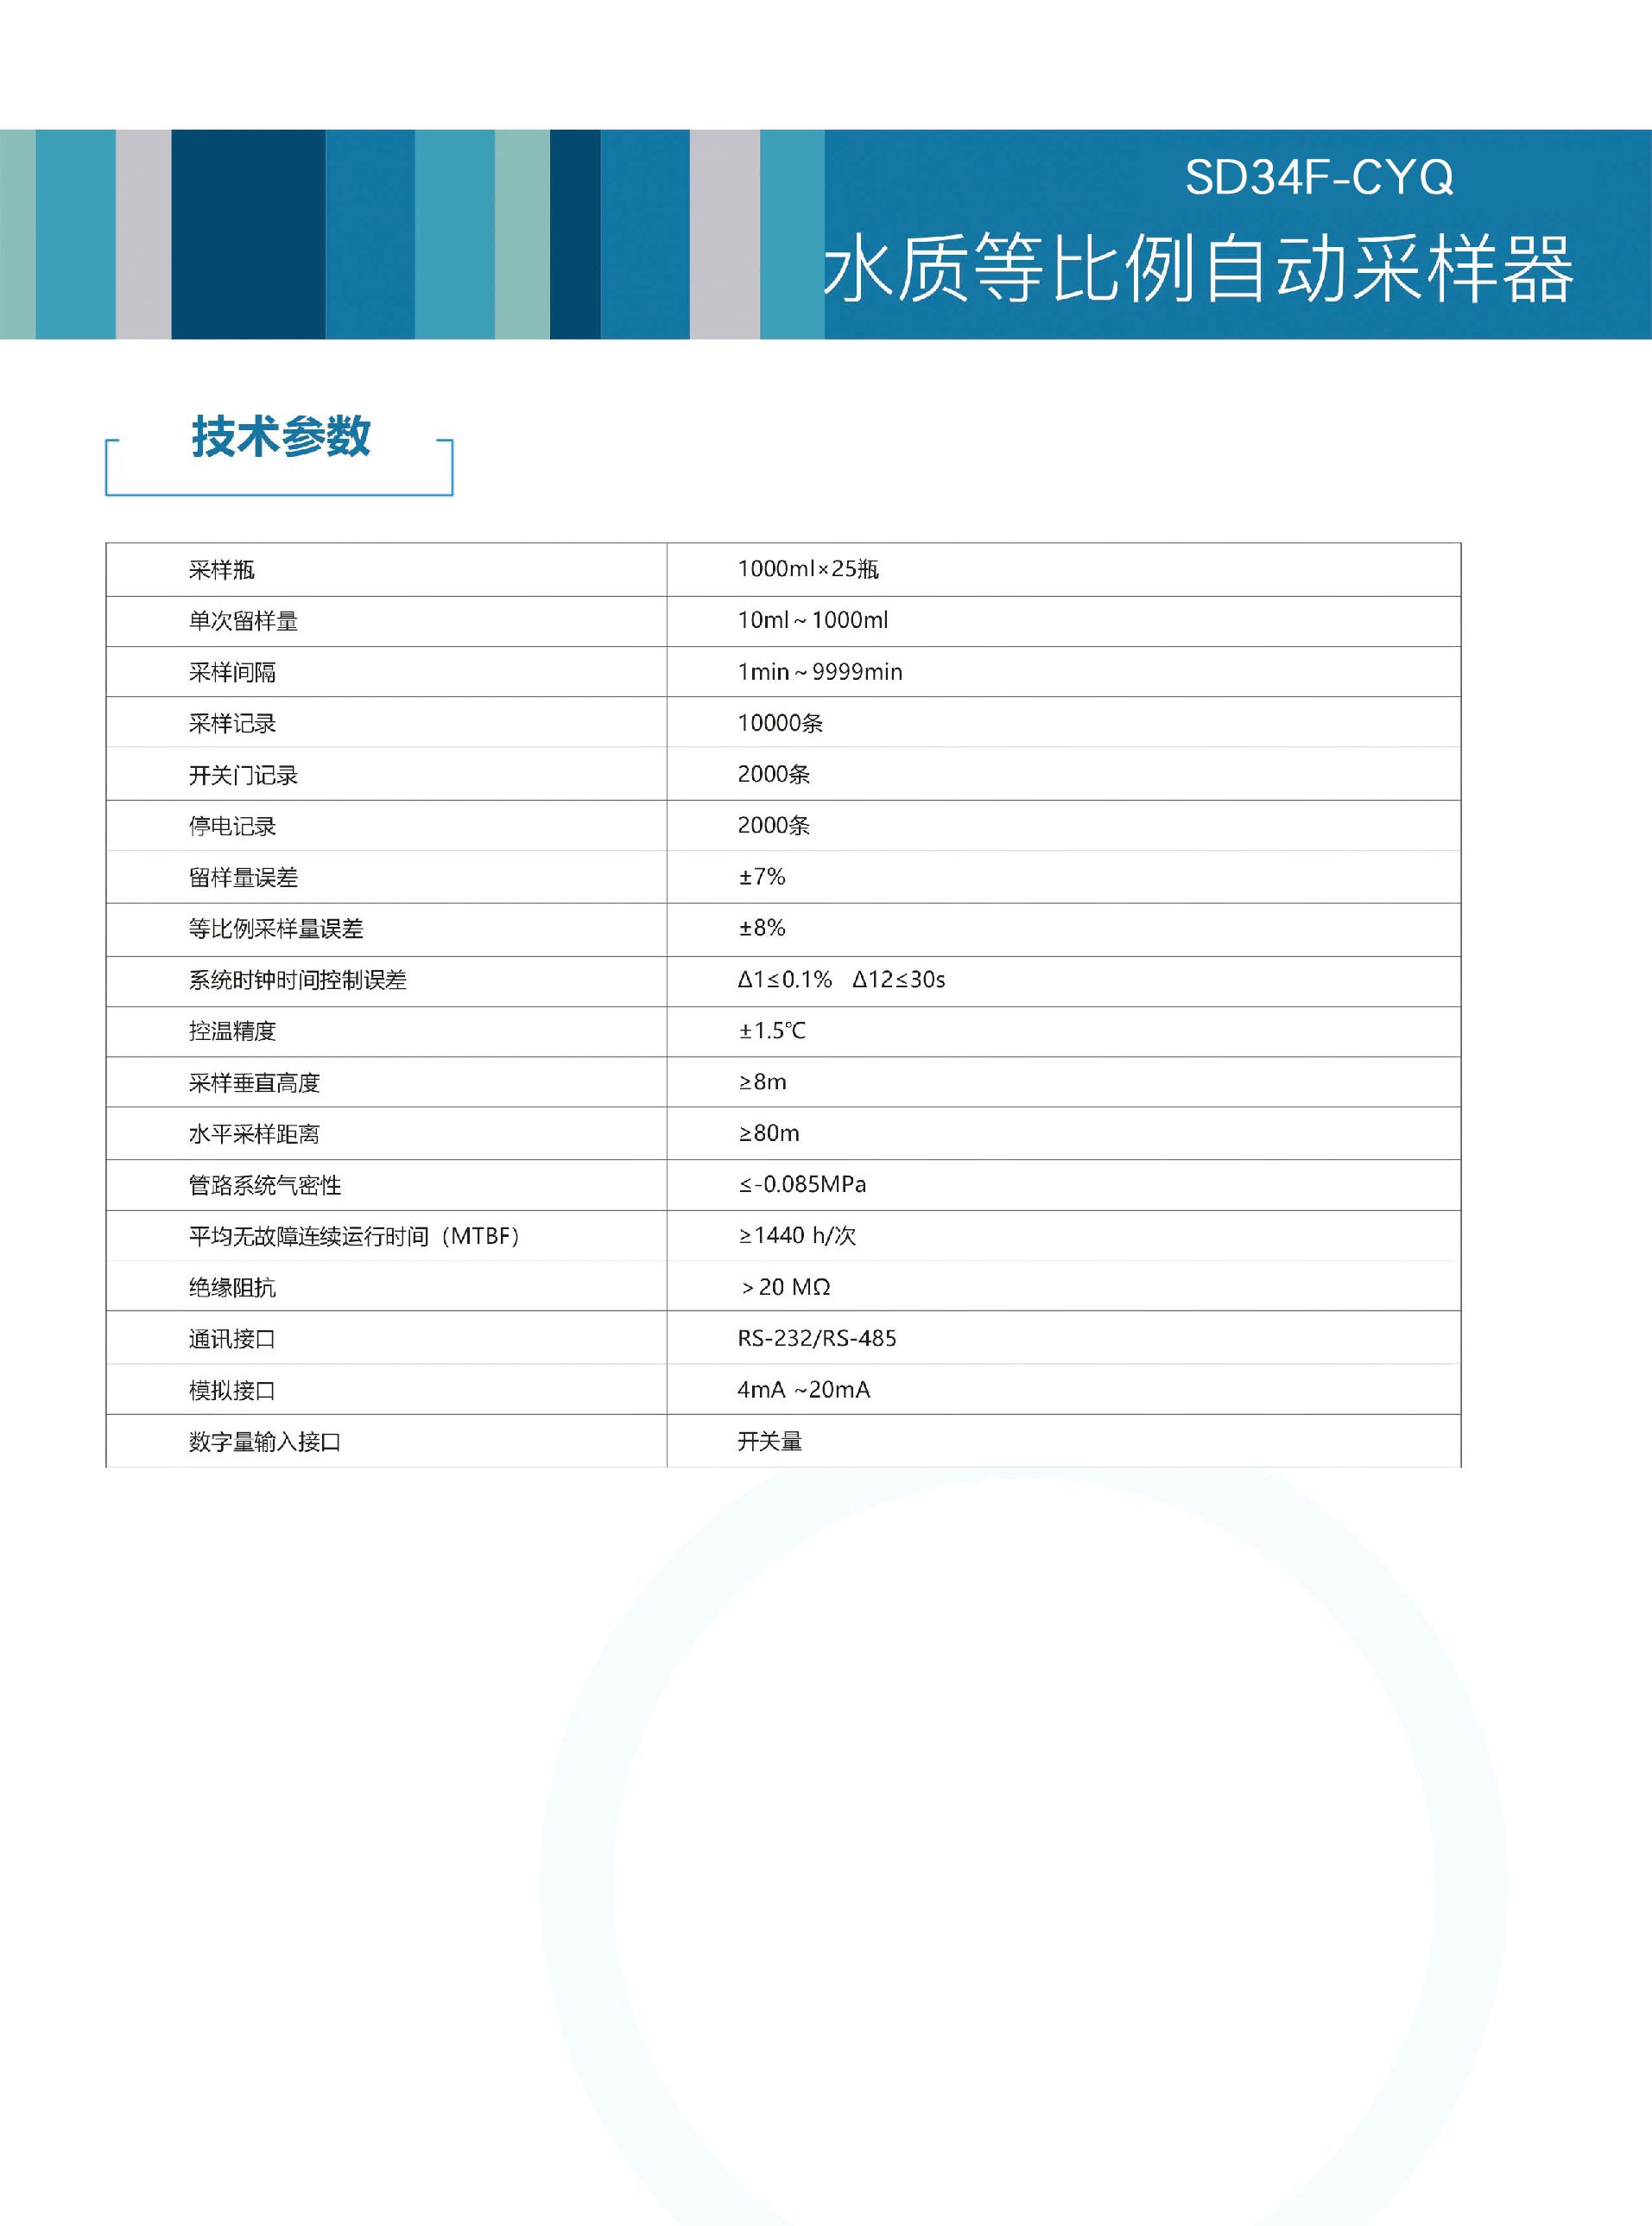 SD34F-CYQ
水质等比例自动采样器
技术参数
采样瓶 1000ml×25瓶
单次留样量 10ml~1000ml
采样间隔 1min~9999min
采样记录 10000条
开关门记录 2000条
停电记录 2000条
留样量误差 ±7%
等比例采样量误差 ±8%
系统时钟时间控制误差 Δ1≤0.1% Δ12≤30s
控温精度 ±1.5℃
采样垂直高度 ≥8m
水平采样距离 ≥80m
管路系统气密性 ≤-0.085MPa
平均无故障连续运行时间（MTBF） ≥1440 h/次
绝缘阻抗 >20 MΩ
通讯接口 RS-232/RS-485
模拟接口 4mA ~20mA
数字量输入接口 开关量